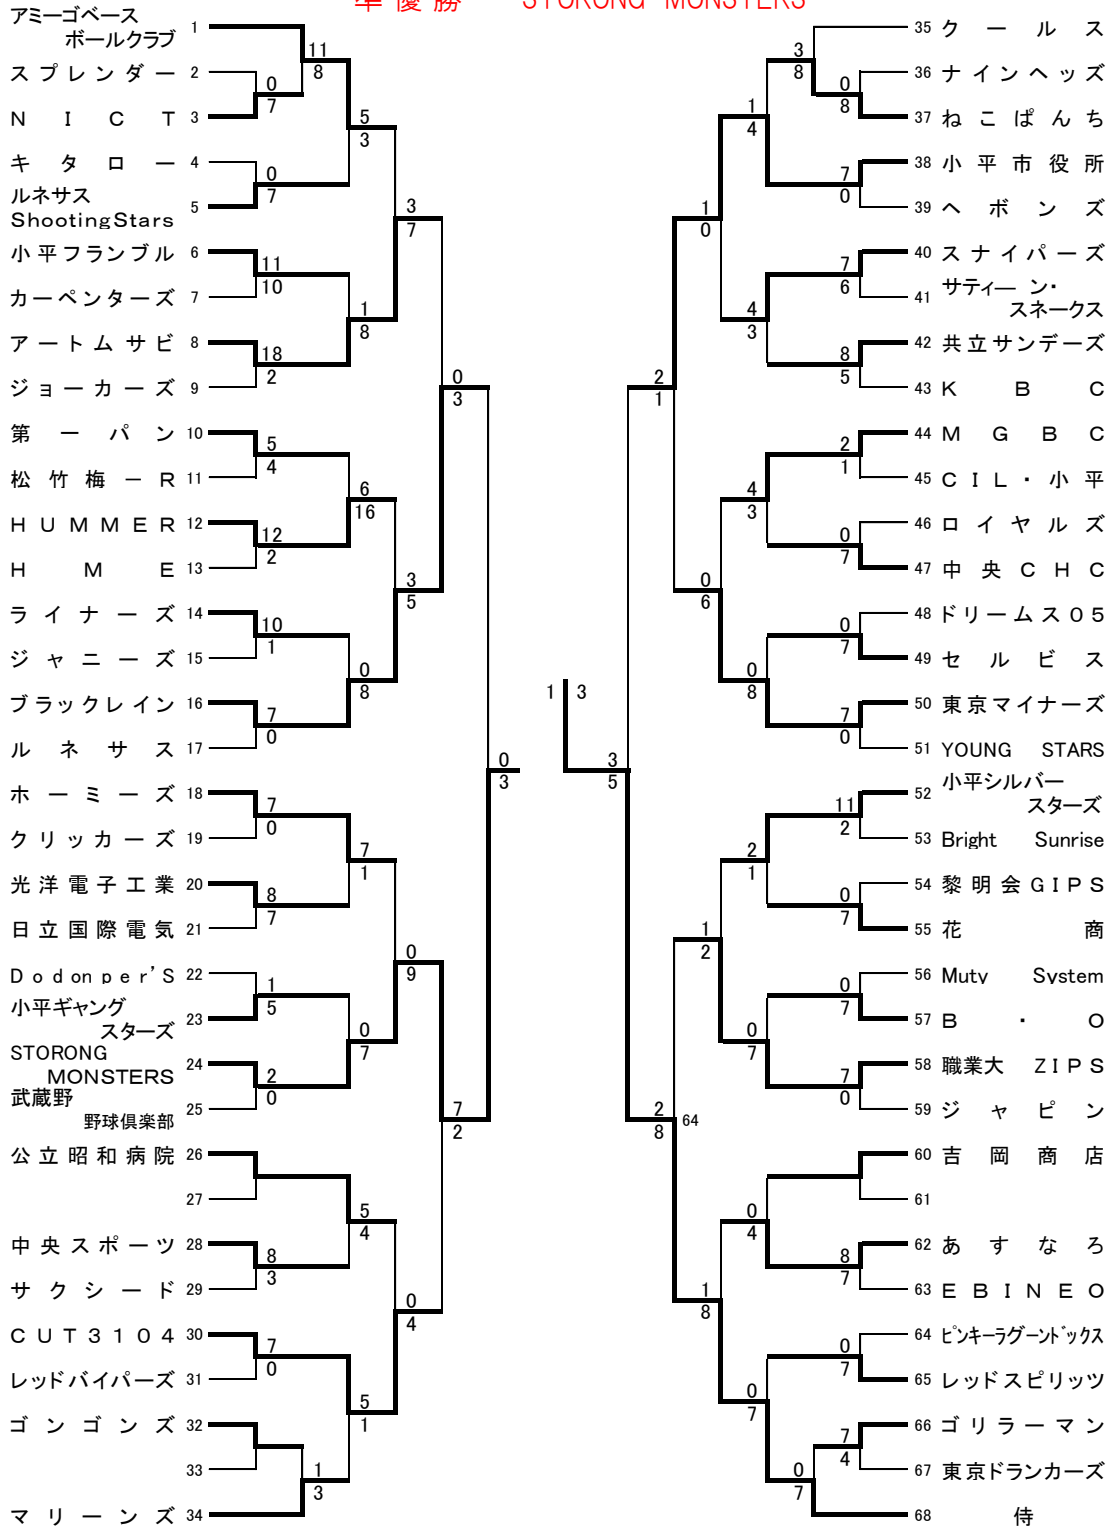 準優勝 STORONG MONSTERS
アミーゴベース
ボールクラブ 1
スプレンダー 2
NICT 3
キタロー 4
ルネサス
ShootingStars 5
小平フランブル 6
カーペンターズ 7
アートムサビ 8
ジョーカーズ 9
第一パン 10
松竹梅－R 11
HUMMER 12
HME 13
ライナーズ 14
ジャニーズ 15
ブラックレイン 16
ルネサス 17
ホーミーズ 18
クリッカーズ 19
光洋電子工業 20
日立国際電気 21
Dodonper'S 22
小平ギャング
スターズ 23
STORONG
MONSTERS 24
武蔵野
野球倶楽部 25
公立昭和病院 26
27
中央スポーツ 28
サクシード 29
CUT3104 30
レッドバイパーズ 31
ゴンゴンズ 32
33
マリーンズ 34
11
8
0
7
0
7
11
10
18
2
5
4
12
2
10
1
7
0
7
0
8
7
1
5
2
0
8
3
7
0
1
3
5
3
1
8
6
16
0
8
7
1
0
7
5
4
5
1
3
7
3
5
0
9
0
4
0
3
7
2
0
3
1 3
3
5
2
1
2
8
64
1
0
0
6
1
2
1
8
1
4
4
3
4
3
0
8
2
1
0
7
0
4
0
7
3
8
0
8
7
0
7
6
8
5
2
1
0
7
0
7
7
0
11
2
0
7
0
7
7
0
8
7
0
7
7
4
0
7
35 クールス
36 ナインヘッズ
37 ねこぱんち
38 小平市役所
39 ヘボンズ
40 スナイパーズ
41 サティーン・
スネークス
42 共立サンデーズ
43 KBC
44 MGBC
45 CIL・小平
46 ロイヤルズ
47 中央CHC
48 ドリームス05
49 セルビス
50 東京マイナーズ
51 YOUNG STARS
52 小平シルバー
スターズ
53 Bright Sunrise
54 黎明会GIPS
55 花商
56 Muty System
57 B・O
58 職業大 ZIPS
59 ジャピン
60 吉岡商店
61
62 あすなろ
63 EBINEO
64 ピンキーラグーンドックス
65 レッドスピリッツ
66 ゴリラーマン
67 東京ドランカーズ
68 侍